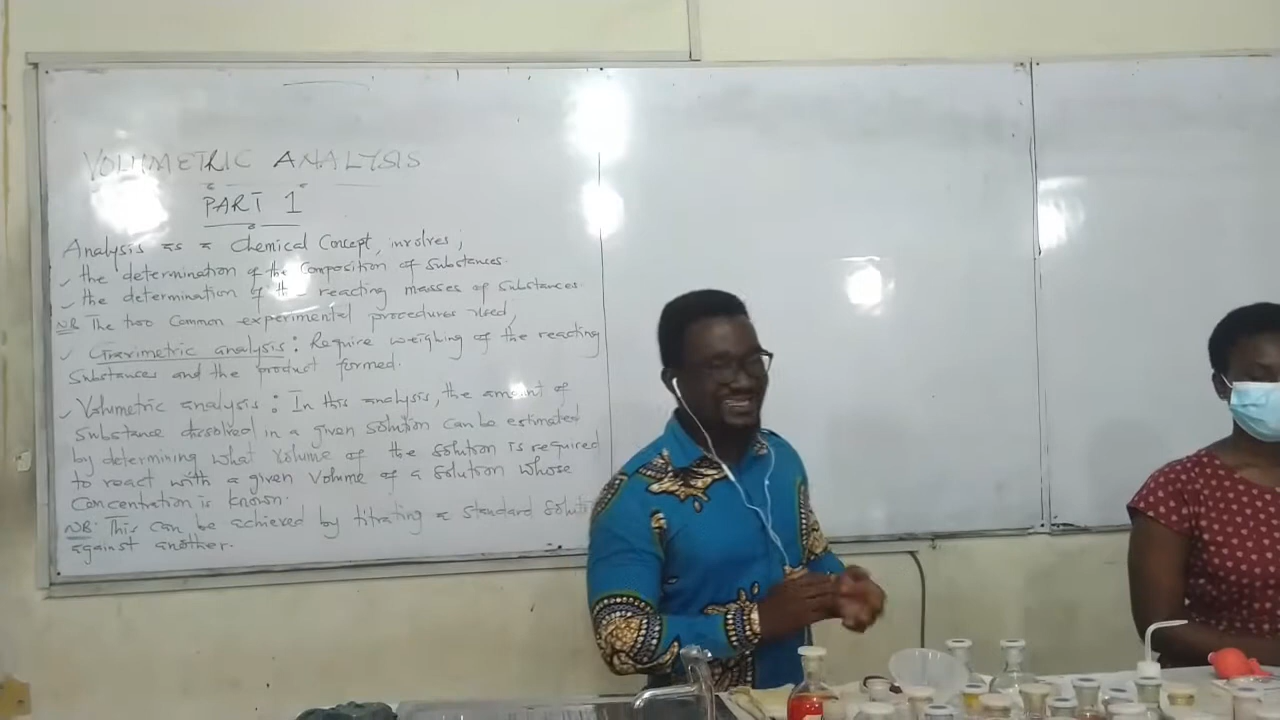 VOLUMETRIC ANALYSIS
PART 1
Analysis as a Chemical Concept, involves;
✓ the determination of the Composition of Substances.
✓ the determination of the reacting masses of substances.
NB The two Common experimental procedures used,
✓ Gravimetric analysis: Require weighing of the reacting
Substances and the product formed.
✓ Volumetric analysis: In this analysis, the amount of
Substance dissolved in a given solution can be estimated
by determining what volume of the solution is required
to react with a given volume of a solution whose
Concentration is known.
NB: This can be achieved by titrating a standard
against another.